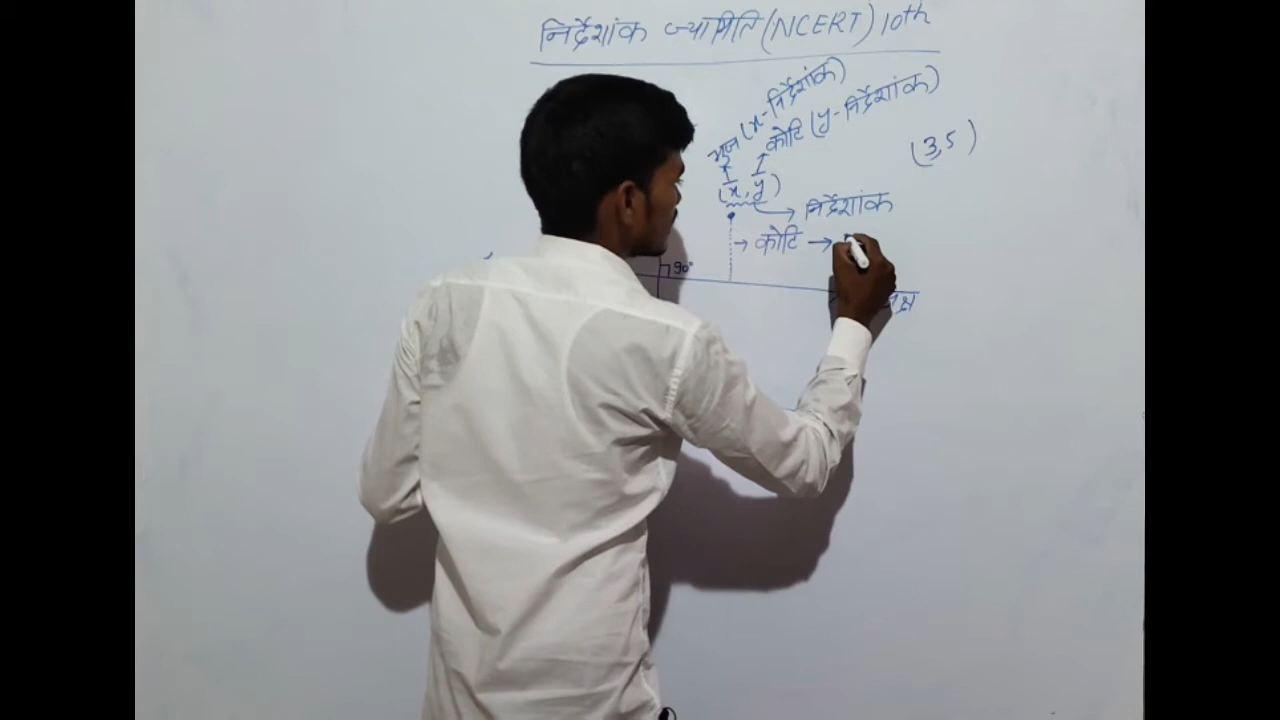 निर्देशांक ज्यामिति (NCERT) 10th
भुज (x-निर्देशांक)
कोटि (y-निर्देशांक)
(3,5)
(x, y)
→ निर्देशांक
→ कोटि →
90°